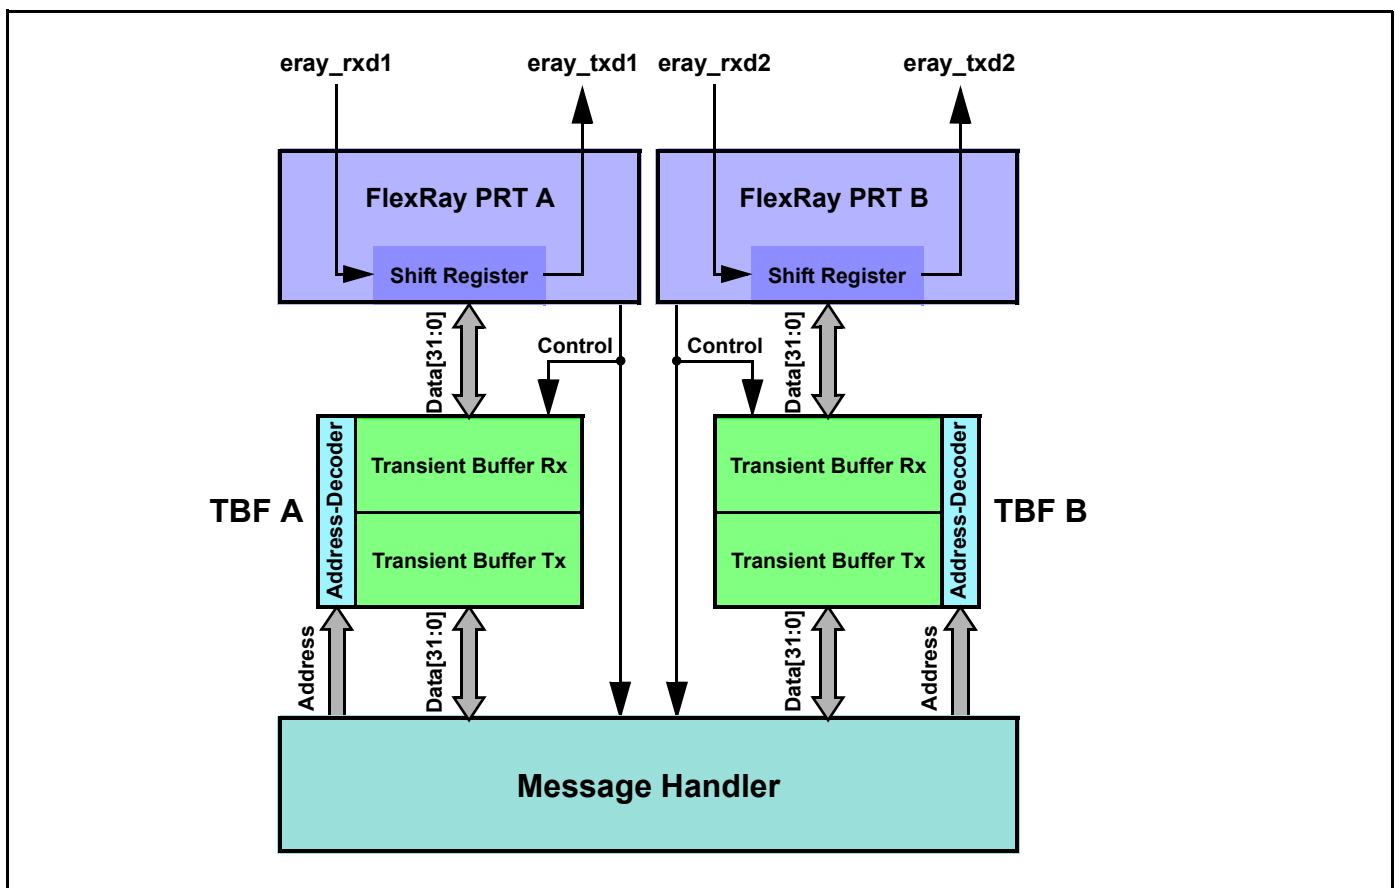 eray_rxd1
eray_txd1
eray_rxd2
eray_txd2
FlexRay PRT A
FlexRay PRT B
Shift Register
Shift Register
Data[31:0]
Control
Control
Data[31:0]
TBF A
Address-Decoder
Transient Buffer Rx
Transient Buffer Tx
Transient Buffer Rx
Transient Buffer Tx
Address-Decoder
TBF B
Address
Data[31:0]
Data[31:0]
Address
Message Handler